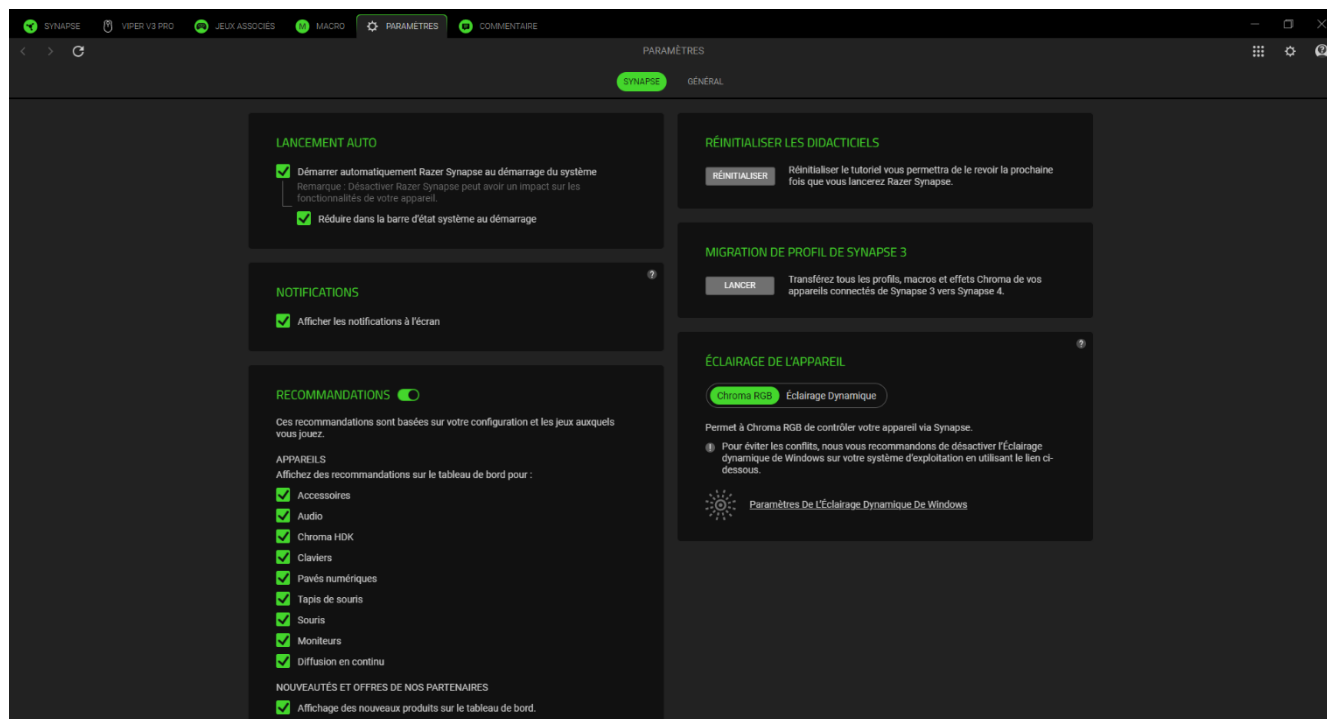 SYNAPSE
VIPER V3 PRO
JEUX ASSOCIÉS
MACRO
PARAMÈTRES
COMMENTAIRE
PARAMÈTRES
SYNAPSE
GÉNÉRAL
LANCEMENT AUTO
Démarrer automatiquement Razer Synapse au démarrage du système
Remarque : Désactiver Razer Synapse peut avoir un impact sur les
fonctionnalités de votre appareil.
Réduire dans la barre d'état système au démarrage
NOTIFICATIONS
Afficher les notifications à l'écran
RECOMMANDATIONS
Ces recommandations sont basées sur votre configuration et les jeux auxquels
vous jouez.
APPAREILS
Affichez des recommandations sur le tableau de bord pour :
Accessoires
Audio
Chroma HDK
Claviers
Pavés numériques
Tapis de souris
Souris
Moniteurs
Diffusion en continu
NOUVEAUTÉS ET OFFRES DE NOS PARTENAIRES
Affichage des nouveaux produits sur le tableau de bord.
RÉINITIALISER LES DIDACTICIELS
RÉINITIALISER
Réinitialiser le tutoriel vous permettra de le revoir la prochaine
fois que vous lancerez Razer Synapse.
MIGRATION DE PROFIL DE SYNAPSE 3
LANCER
Transférez tous les profils, macros et effets Chroma de vos
appareils connectés de Synapse 3 vers Synapse 4.
ÉCLAIRAGE DE L'APPAREIL
Chroma RGB
Éclairage Dynamique
Permet à Chroma RGB de contrôler votre appareil via Synapse.
Pour éviter les conflits, nous vous recommandons de désactiver l'Éclairage
dynamique de Windows sur votre système d'exploitation en utilisant le lien ci-
dessous.
Paramètres De L'Éclairage Dynamique De Windows